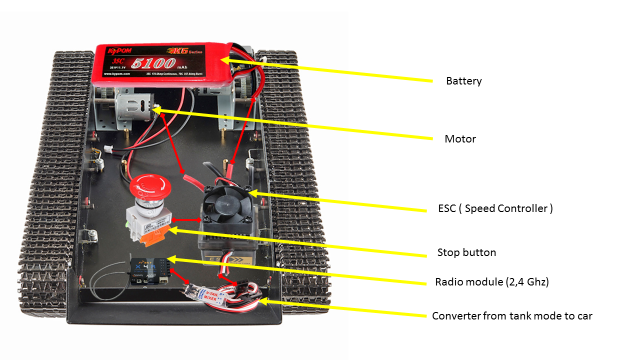 5100
Battery
Motor
ESC ( Speed Controller )
Stop button
Radio module (2,4 Ghz)
Converter from tank mode to car